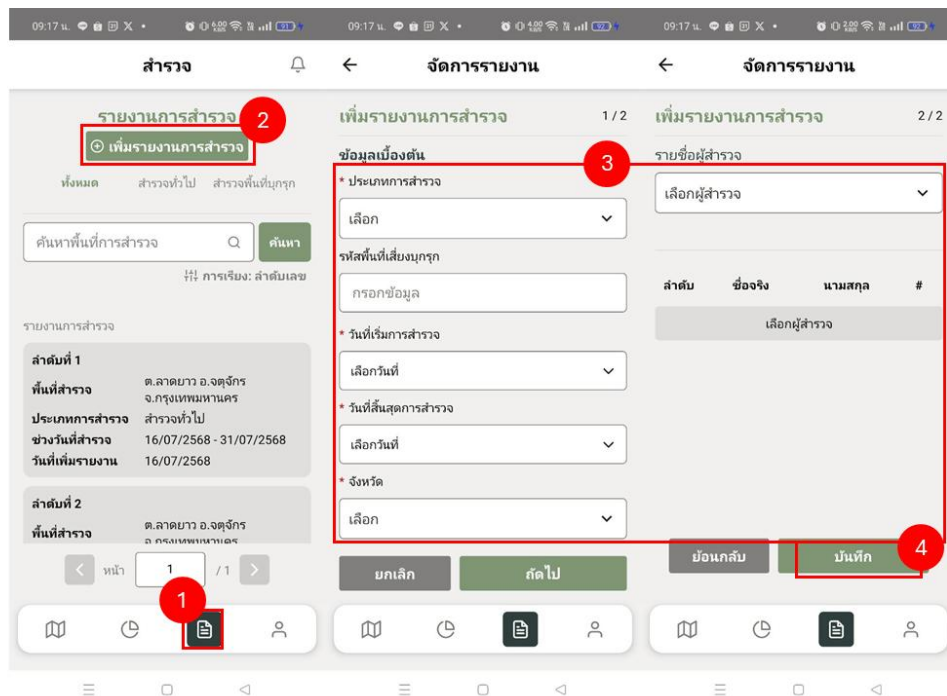 09:17 น.
4.00 KB/S
91
สำรวจ
รายงานการสำรวจ
2
เพิ่มรายงานการสำรวจ
ทั้งหมด สำรวจทั่วไป สำรวจพื้นที่บุกรุก
ค้นหาพื้นที่การสำรวจ
ค้นหา
การเรียง: ลำดับเลข
รายงานการสำรวจ
ลำดับที่ 1
พื้นที่สำรวจ ต.ลาดยาว อ.จตุจักร
จ.กรุงเทพมหานคร
ประเภทการสำรวจ สำรวจทั่วไป
ช่วงวันที่สำรวจ 16/07/2568 - 31/07/2568
วันที่เพิ่มรายงาน 16/07/2568
ลำดับที่ 2
พื้นที่สำรวจ ต.ลาดยาว อ.จตุจักร
จ.กรุงเทพมหานคร
หน้า 1 / 1
1
09:17 น.
4.00 KB/S
92
จัดการรายงาน
เพิ่มรายงานการสำรวจ 1/2
ข้อมูลเบื้องต้น
3
* ประเภทการสำรวจ
เลือก
รหัสพื้นที่เสี่ยงบุกรุก
กรอกข้อมูล
* วันที่เริ่มการสำรวจ
เลือกวันที่
* วันที่สิ้นสุดการสำรวจ
เลือกวันที่
* จังหวัด
เลือก
ยกเลิก ถัดไป
09:17 น.
2.00 KB/S
92
จัดการรายงาน
เพิ่มรายงานการสำรวจ 2/2
รายชื่อผู้สำรวจ
เลือกผู้สำรวจ
ลำดับ ชื่อจริง นามสกุล #
เลือกผู้สำรวจ
4
ย้อนกลับ บันทึก